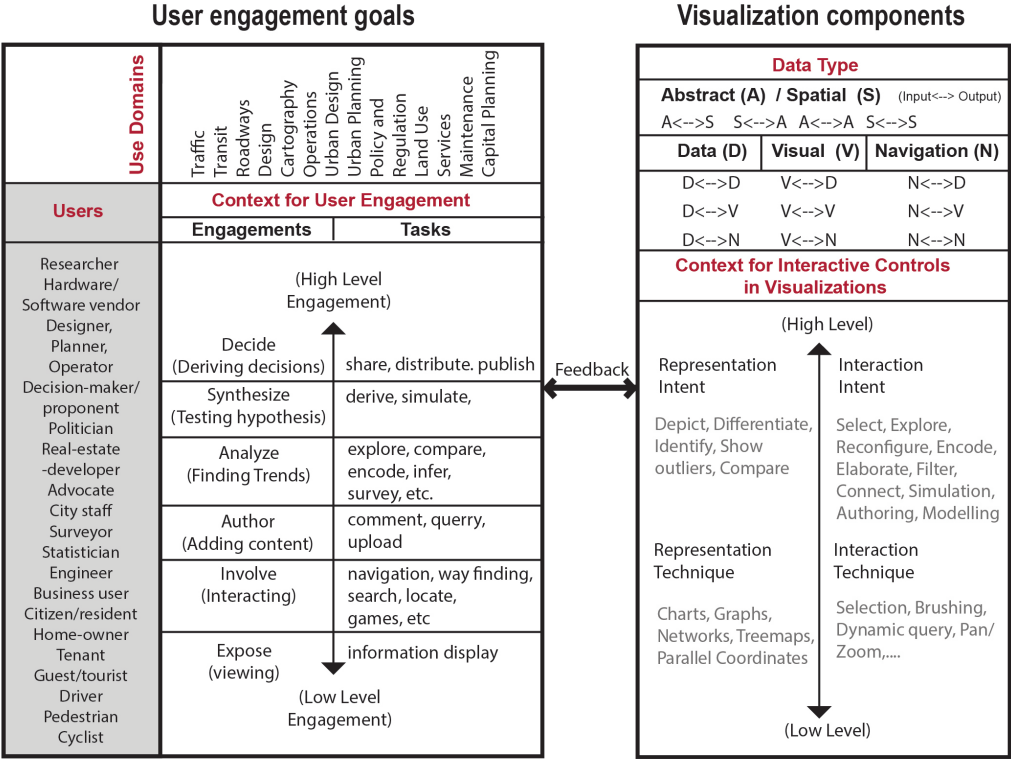 User engagement goals
Use Domains
Traffic
Transit
Roadways
Design
Cartography
Operations
Urban Design
Urban Planning
Policy and
Regulation
Land Use
Services
Maintenance
Capital Planning
Users
Context for User Engagement
Engagements
Tasks
Researcher
Hardware/
Software vendor
Designer,
Planner,
Operator
Decision-maker/
proponent
Politician
Real-estate
-developer
Advocate
City staff
Surveyor
Statistician
Engineer
Business user
Citizen/resident
Home-owner
Tenant
Guest/tourist
Driver
Pedestrian
Cyclist
(High Level
Engagement)
Decide
(Deriving decisions)
share, distribute. publish
Synthesize
(Testing hypothesis)
derive, simulate,
Analyze
(Finding Trends)
explore, compare,
encode, infer,
survey, etc.
Author
(Adding content)
comment, querry,
upload
Involve
(Interacting)
navigation, way finding,
search, locate,
games, etc
Expose
(viewing)
information display
(Low Level
Engagement)
Feedback
Visualization components
Data Type
Abstract (A) / Spatial (S) (Input<--> Output)
A<-->S S<-->A A<-->A S<-->S
Data (D) Visual (V) Navigation (N)
D<-->D V<-->D N<-->D
D<-->V V<-->V N<-->V
D<-->N V<-->N N<-->N
Context for Interactive Controls
in Visualizations
(High Level)
Representation
Intent
Depict, Differentiate,
Identify, Show
outliers, Compare
Interaction
Intent
Select, Explore,
Reconfigure, Encode,
Elaborate, Filter,
Connect, Simulation,
Authoring, Modelling
Representation
Technique
Charts, Graphs,
Networks, Treemaps,
Parallel Coordinates
Interaction
Technique
Selection, Brushing,
Dynamic query, Pan/
Zoom,....
(Low Level)